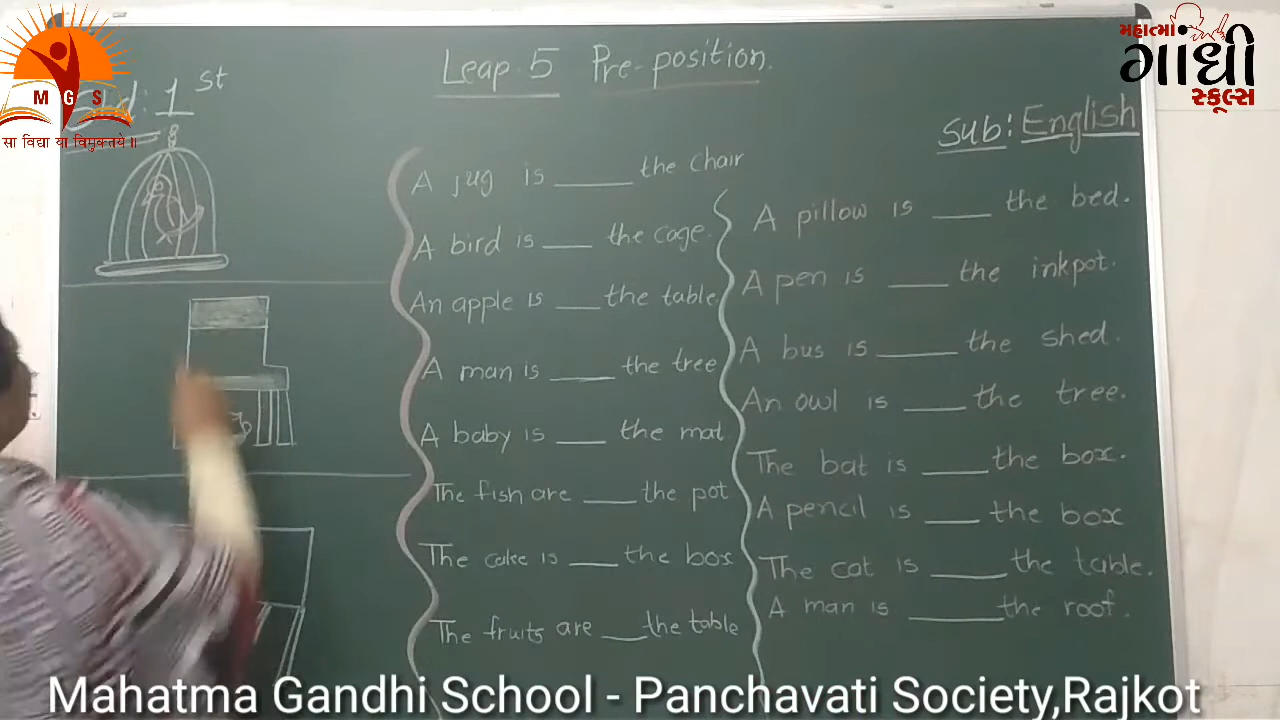 Leap 5 Pre-position.
Std: 1st
Sub: English
M G S
सा विद्या या विमुक्तये॥
મહાત્મા
ગાંધી
સ્કૂલ્સ
A jug is ____ the chair
A bird is ____ the cage.
An apple is ____ the table.
A man is ____ the tree
A baby is ____ the mat
The fish are ____ the pot
The cake is ____ the box
The fruits are ____ the table
A pillow is ____ the bed.
A pen is ____ the inkpot.
A bus is ____ the shed.
An owl is ____ the tree.
The bat is ____ the box.
A pencil is ____ the box
The cat is ____ the table.
A man is ____ the roof.
Mahatma Gandhi School - Panchavati Society,Rajkot